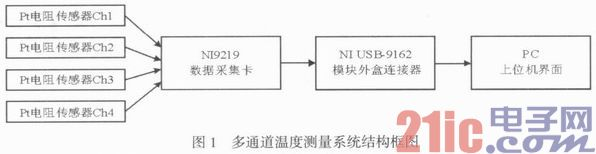 Pt电阻传感器Ch1
Pt电阻传感器Ch2
Pt电阻传感器Ch3
Pt电阻传感器Ch4
NI9219
数据采集卡
NI USB-9162
模块外盒连接器
PC
上位机界面
图1 多通道温度测量系统结构框图
21ic.com
电子网